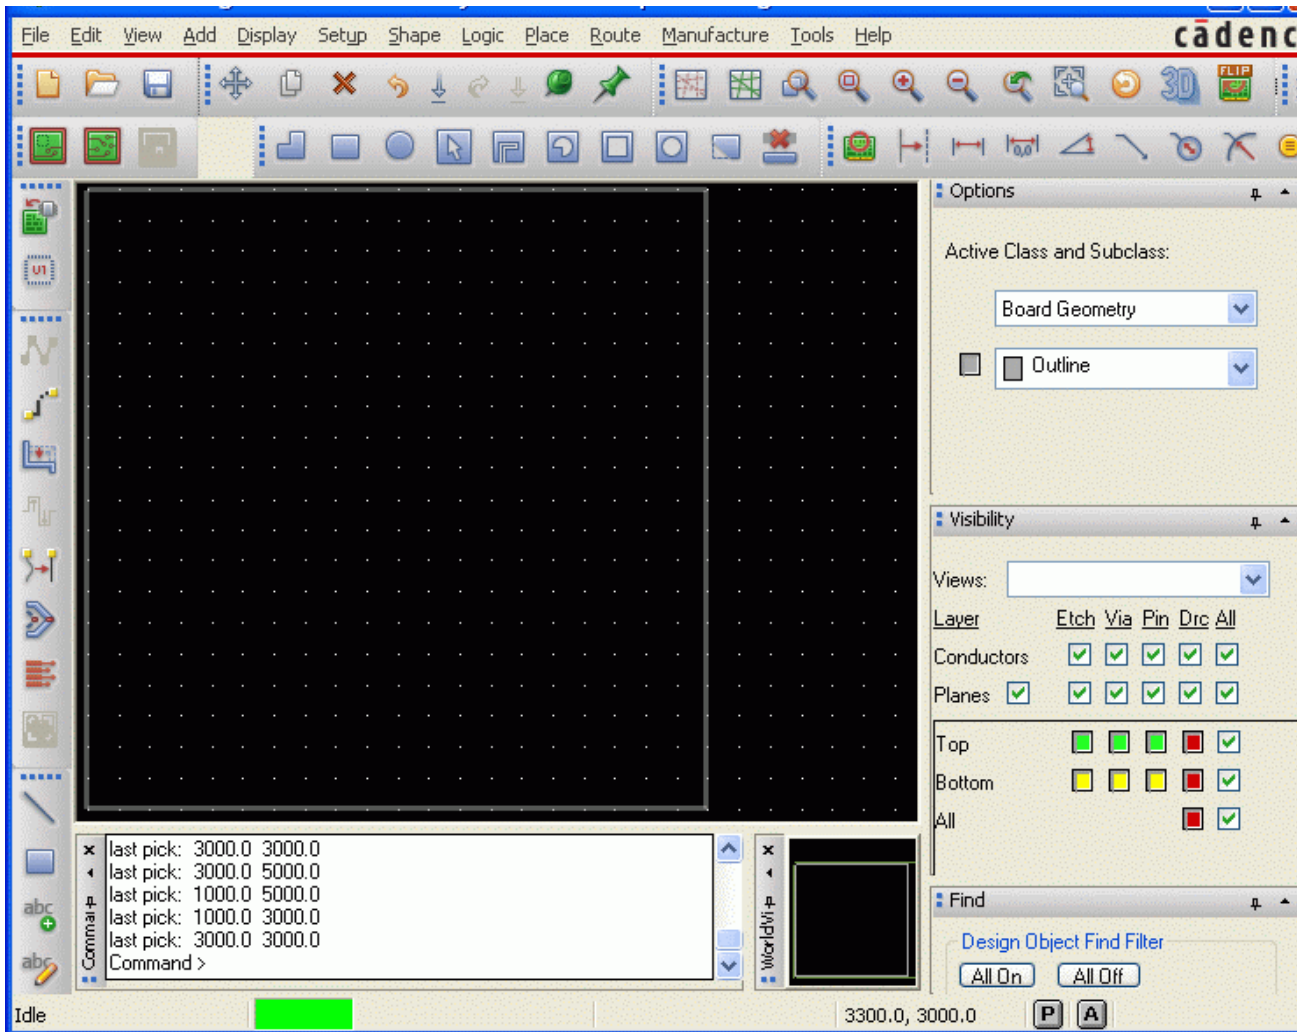 File Edit View Add Display Setup Shape Logic Place Route Manufacture Tools Help
cādenc
3D FLIP
0,0
Options
U1
Active Class and Subclass:
Board Geometry
Outline
Visibility
Views:
Layer Etch Via Pin Drc All
Conductors
Planes
Top
Bottom
All
last pick: 3000.0 3000.0
last pick: 3000.0 5000.0
last pick: 1000.0 5000.0
last pick: 1000.0 3000.0
last pick: 3000.0 3000.0
Command >
Find
Design Object Find Filter
All On All Off
abc
abc
Idle
3300.0, 3000.0 P A